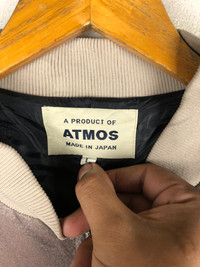 A PRODUCT OF
ATMOS
MADE IN JAPAN